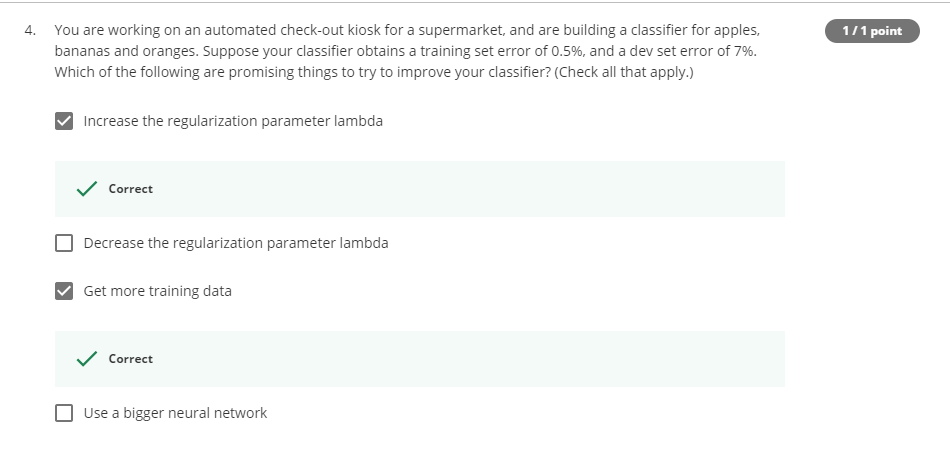 4. You are working on an automated check-out kiosk for a supermarket, and are building a classifier for apples,
1 / 1 point
bananas and oranges. Suppose your classifier obtains a training set error of 0.5%, and a dev set error of 7%.
Which of the following are promising things to try to improve your classifier? (Check all that apply.)
Increase the regularization parameter lambda
Correct
Decrease the regularization parameter lambda
Get more training data
Correct
Use a bigger neural network